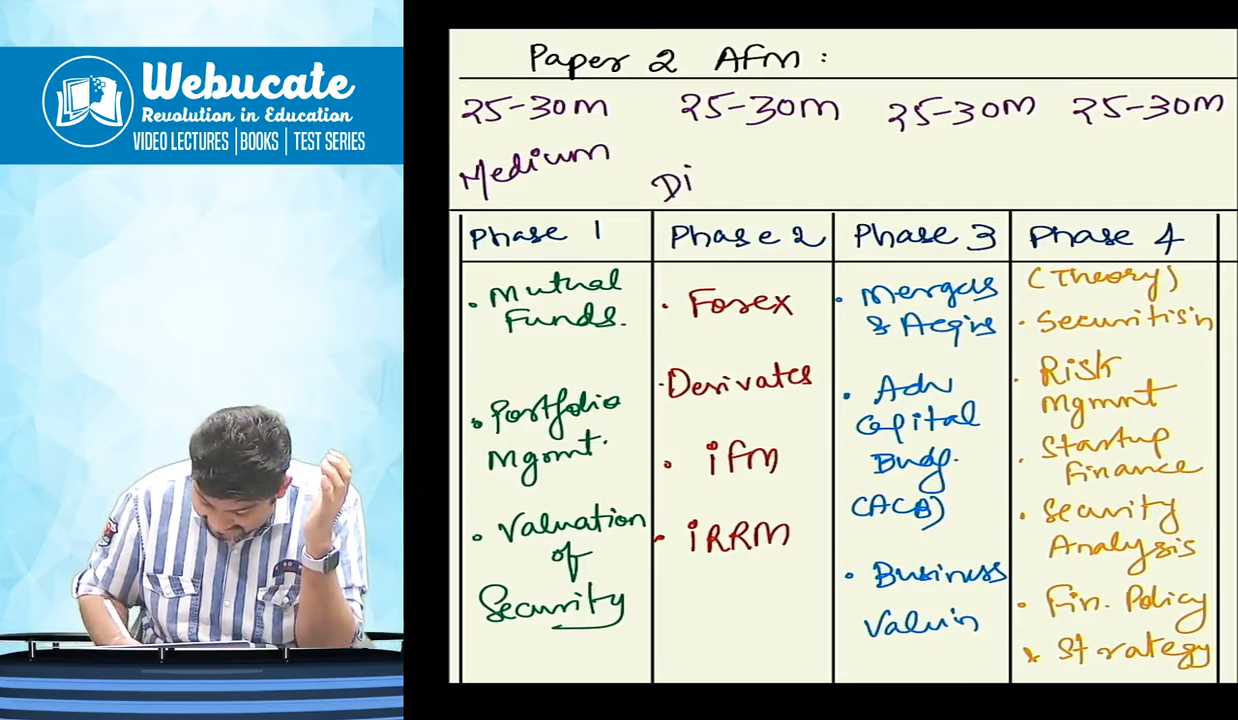 Webucate
Revolution in Education
VIDEO LECTURES | BOOKS | TEST SERIES
Paper 2 AFM :
25-30M 25-30M 25-30M 25-30M
Medium Di
Phase 1
• Mutual
Funds.
• Portfolio
Mgmt.
• Valuation
of
Security
Phase 2
• Forex
• Derivates
• iFM
• iRRM
Phase 3
• Mergers
& Aeqns
• Adv
Capital
Budg.
(ACB)
• Business
Valu'n
Phase 4
(Theory)
• Securitis'n
• Risk
Mgmnt
• Startup
Finance
• Security
Analysis
• Fin. Policy
& Strategy